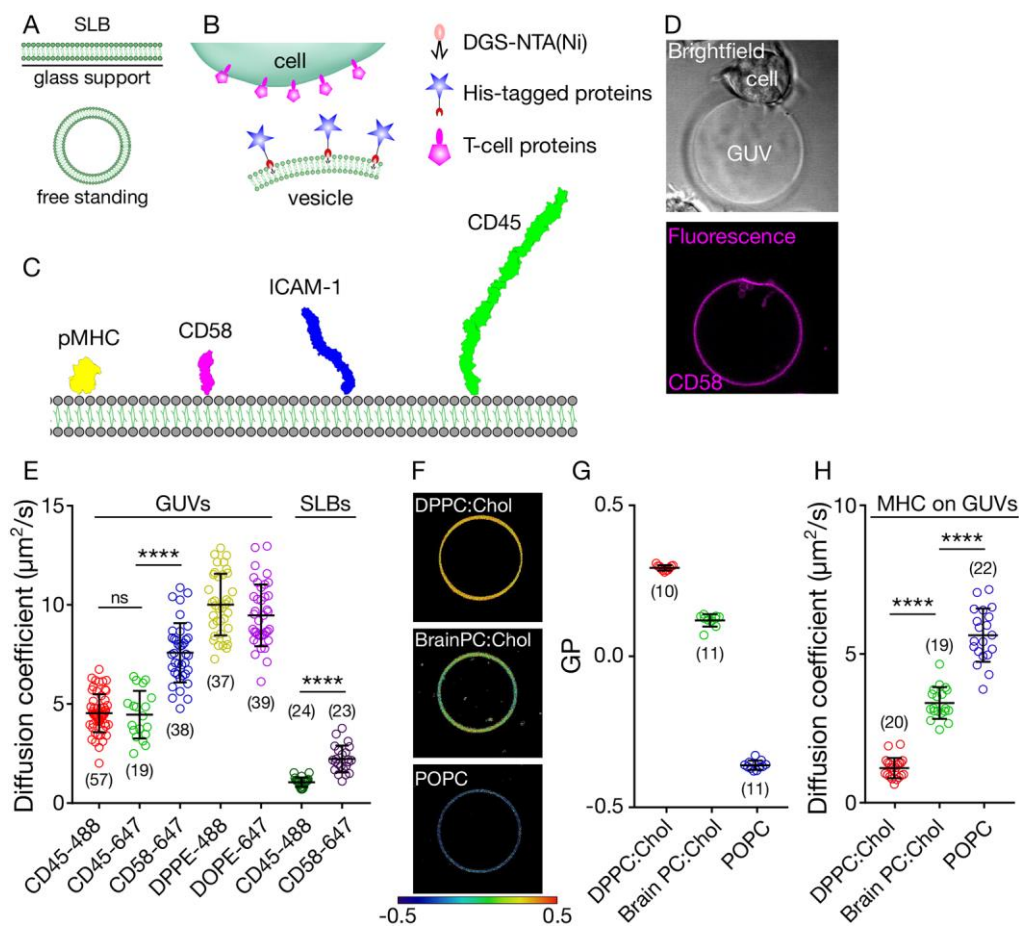 A
SLB
glass support
free standing
B
cell
vesicle
DGS-NTA(Ni)
His-tagged proteins
T-cell proteins
C
pMHC
CD58
ICAM-1
CD45
D
Brightfield
cell
GUV
Fluorescence
CD58
E
GUVs
SLBs
Diffusion coefficient (μm²/s)
15
10
5
0
ns
****
****
(57)
(19)
(38)
(37)
(39)
(24)
(23)
CD45-488
CD45-647
CD58-647
DPPE-488
DOPE-647
CD45-488
CD58-647
F
DPPC:Chol
BrainPC:Chol
POPC
-0.5
0
0.5
G
GP
0.5
0.0
-0.5
(10)
(11)
(11)
DPPC:Chol
Brain PC:Chol
POPC
H
MHC on GUVs
Diffusion coefficient (μm²/s)
10
5
0
****
****
(20)
(19)
(22)
DPPC:Chol
Brain PC:Chol
POPC